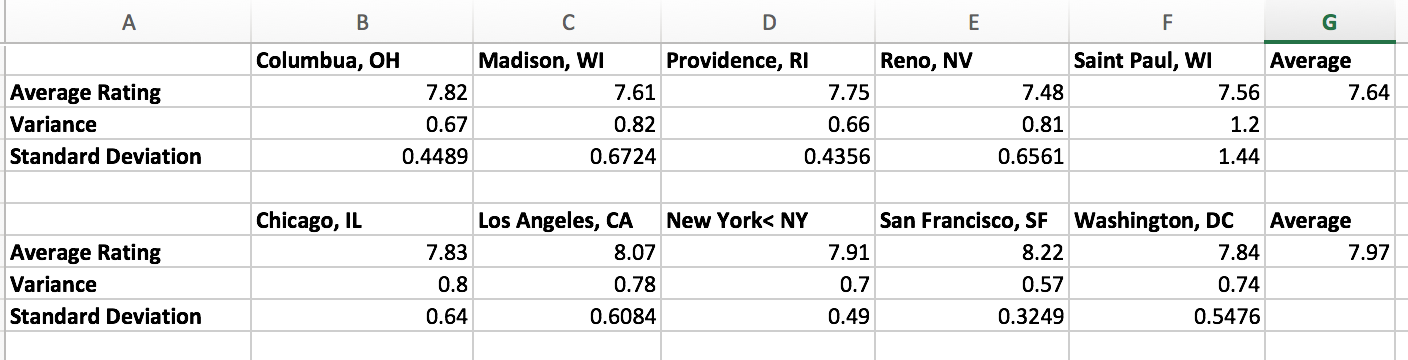 A B C D E F G
Columbua, OH Madison, WI Providence, RI Reno, NV Saint Paul, WI Average
Average Rating 7.82 7.61 7.75 7.48 7.56 7.64
Variance 0.67 0.82 0.66 0.81 1.2
Standard Deviation 0.4489 0.6724 0.4356 0.6561 1.44
Chicago, IL Los Angeles, CA New York< NY San Francisco, SF Washington, DC Average
Average Rating 7.83 8.07 7.91 8.22 7.84 7.97
Variance 0.8 0.78 0.7 0.57 0.74
Standard Deviation 0.64 0.6084 0.49 0.3249 0.5476